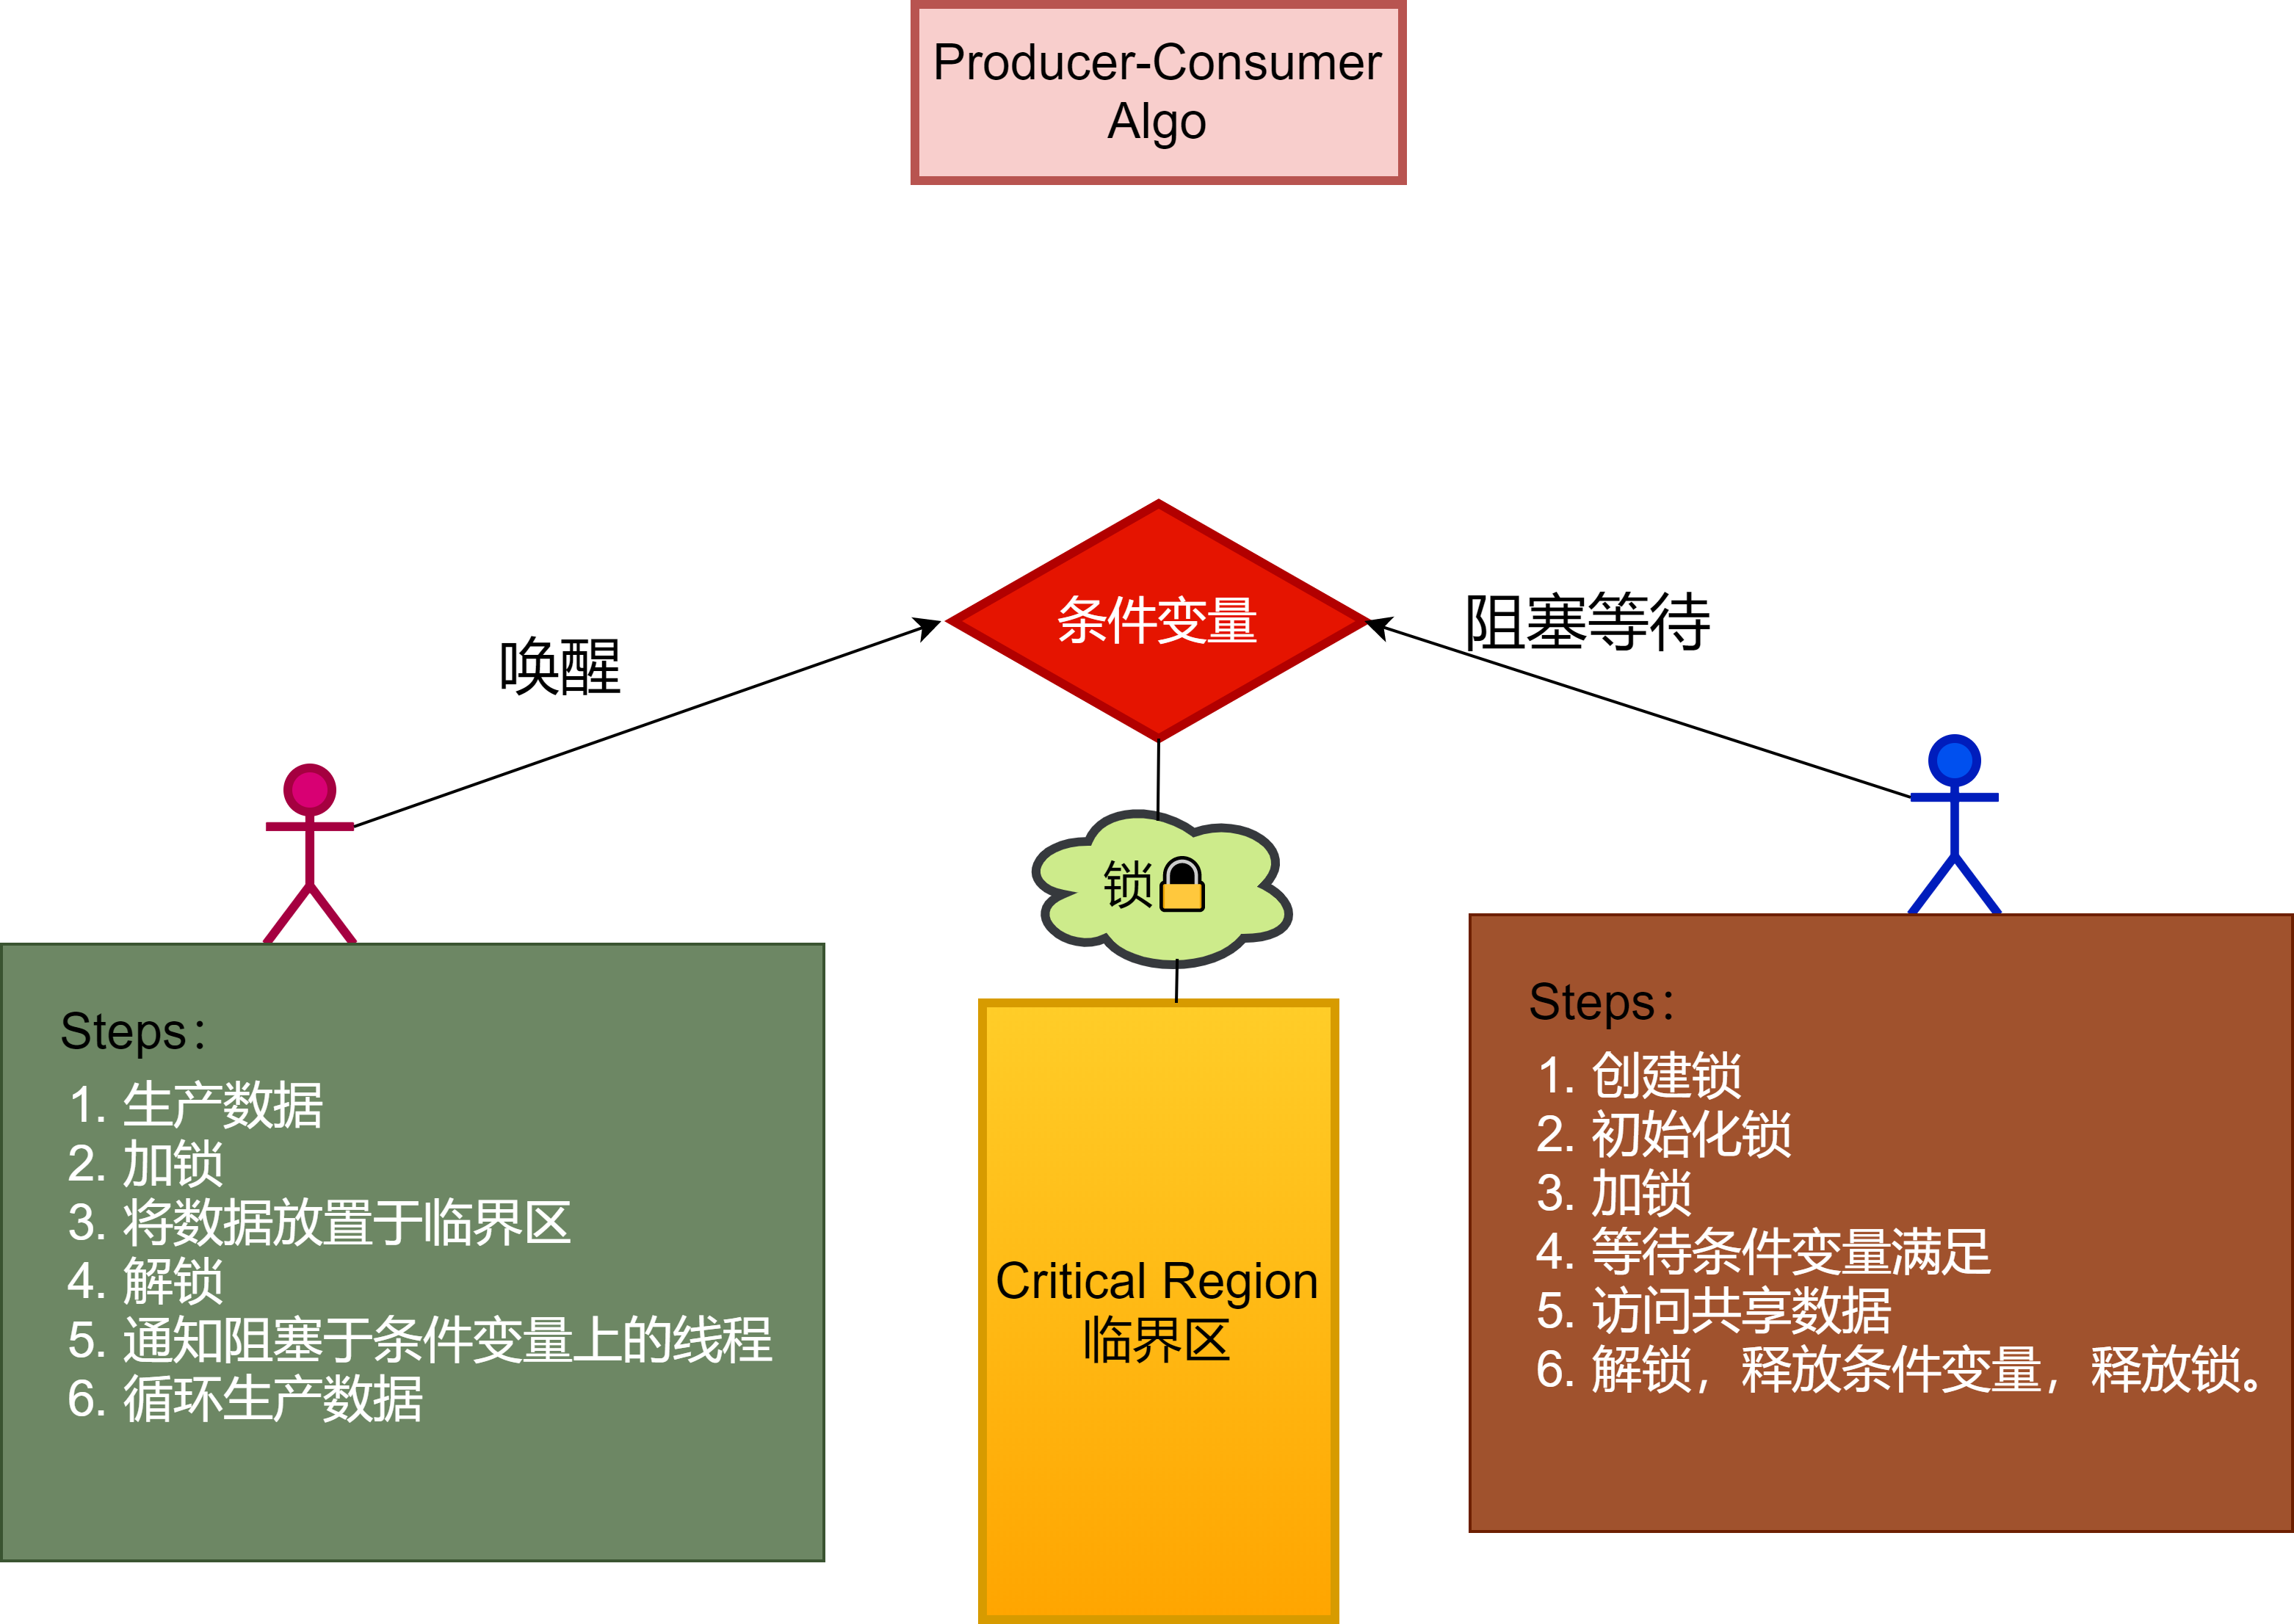 Producer-Consumer
Algo
条件变量
唤醒
阻塞等待
锁🔒
Steps：
1. 生产数据
2. 加锁
3. 将数据放置于临界区
4. 解锁
5. 通知阻塞于条件变量上的线程
6. 循环生产数据
Critical Region
临界区
Steps：
1. 创建锁
2. 初始化锁
3. 加锁
4. 等待条件变量满足
5. 访问共享数据
6. 解锁，释放条件变量，释放锁。